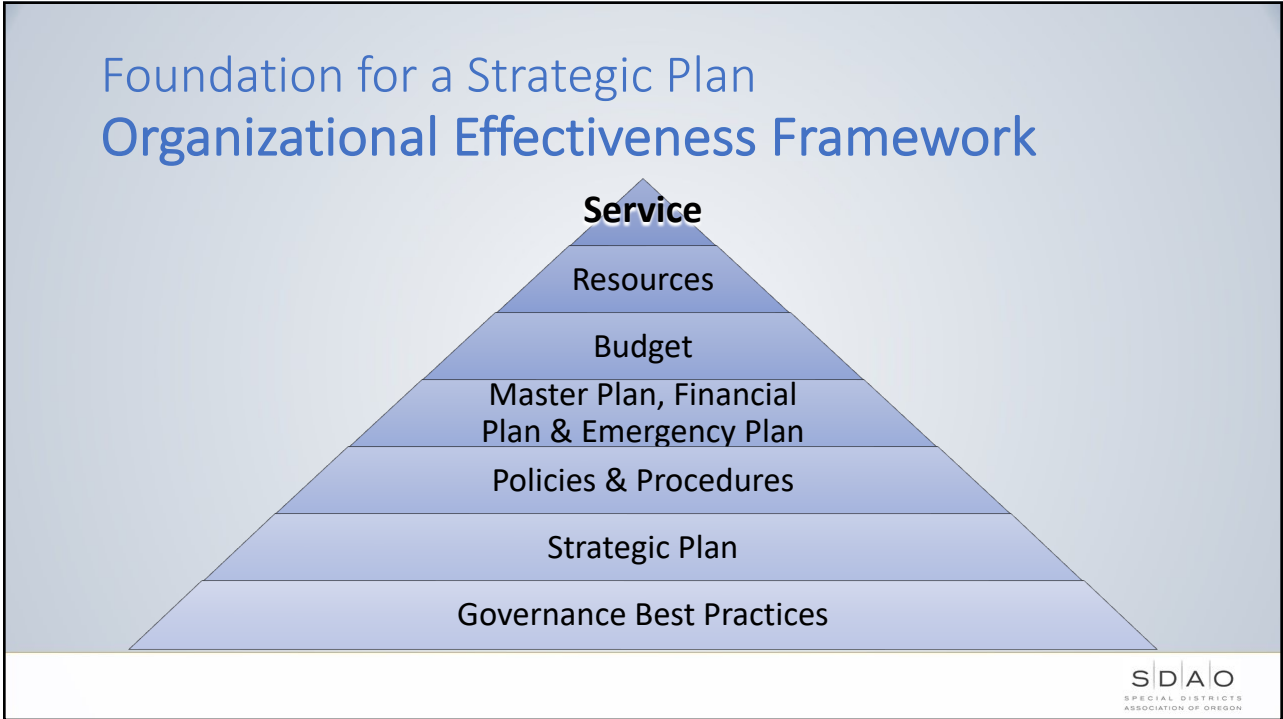 Foundation for a Strategic Plan
Organizational Effectiveness Framework
Service
Resources
Budget
Master Plan, Financial
Plan & Emergency Plan
Policies & Procedures
Strategic Plan
Governance Best Practices
SDAO
SPECIAL DISTRICTS
ASSOCIATION OF OREGON